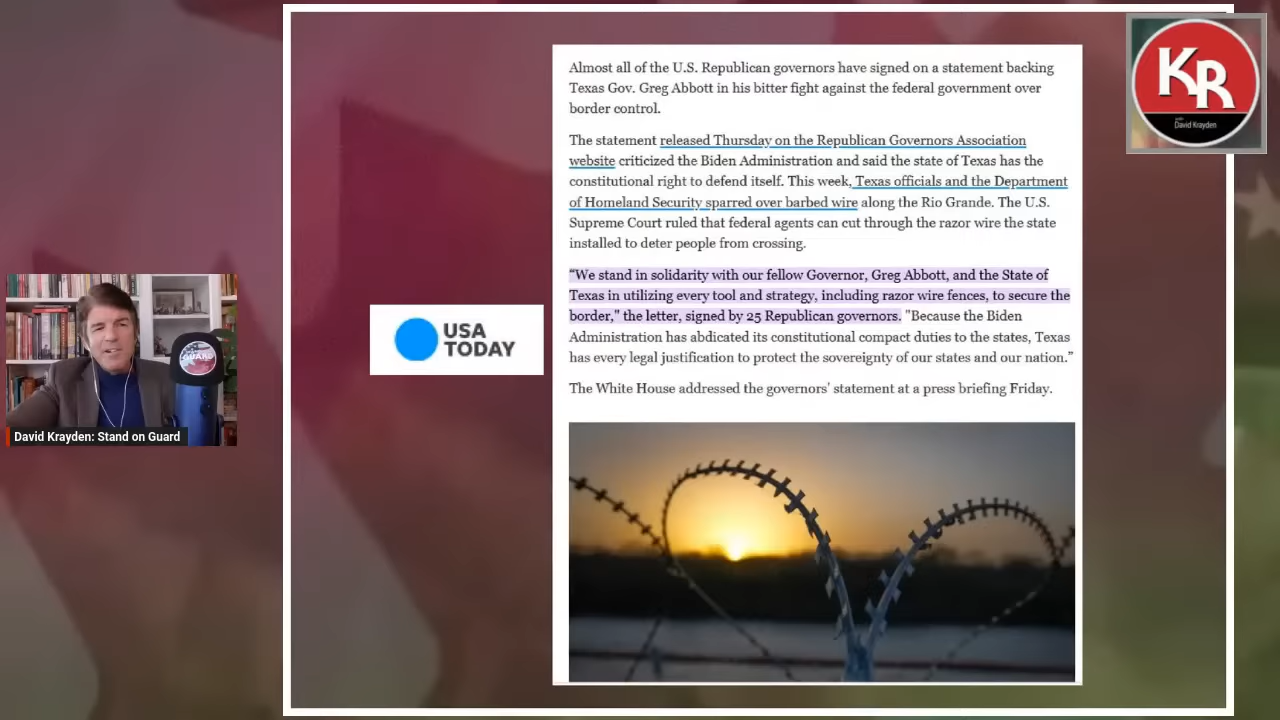 Almost all of the U.S. Republican governors have signed on a statement backing
Texas Gov. Greg Abbott in his bitter fight against the federal government over
border control.
The statement released Thursday on the Republican Governors Association
website criticized the Biden Administration and said the state of Texas has the
constitutional right to defend itself. This week, Texas officials and the Department
of Homeland Security sparred over barbed wire along the Rio Grande. The U.S.
Supreme Court ruled that federal agents can cut through the razor wire the state
installed to deter people from crossing.
“We stand in solidarity with our fellow Governor, Greg Abbott, and the State of
Texas in utilizing every tool and strategy, including razor wire fences, to secure the
border," the letter, signed by 25 Republican governors. "Because the Biden
Administration has abdicated its constitutional compact duties to the states, Texas
has every legal justification to protect the sovereignty of our states and our nation.”
The White House addressed the governors' statement at a press briefing Friday.
USA
TODAY
KR
with
David Krayden
GUARD
David Krayden: Stand on Guard